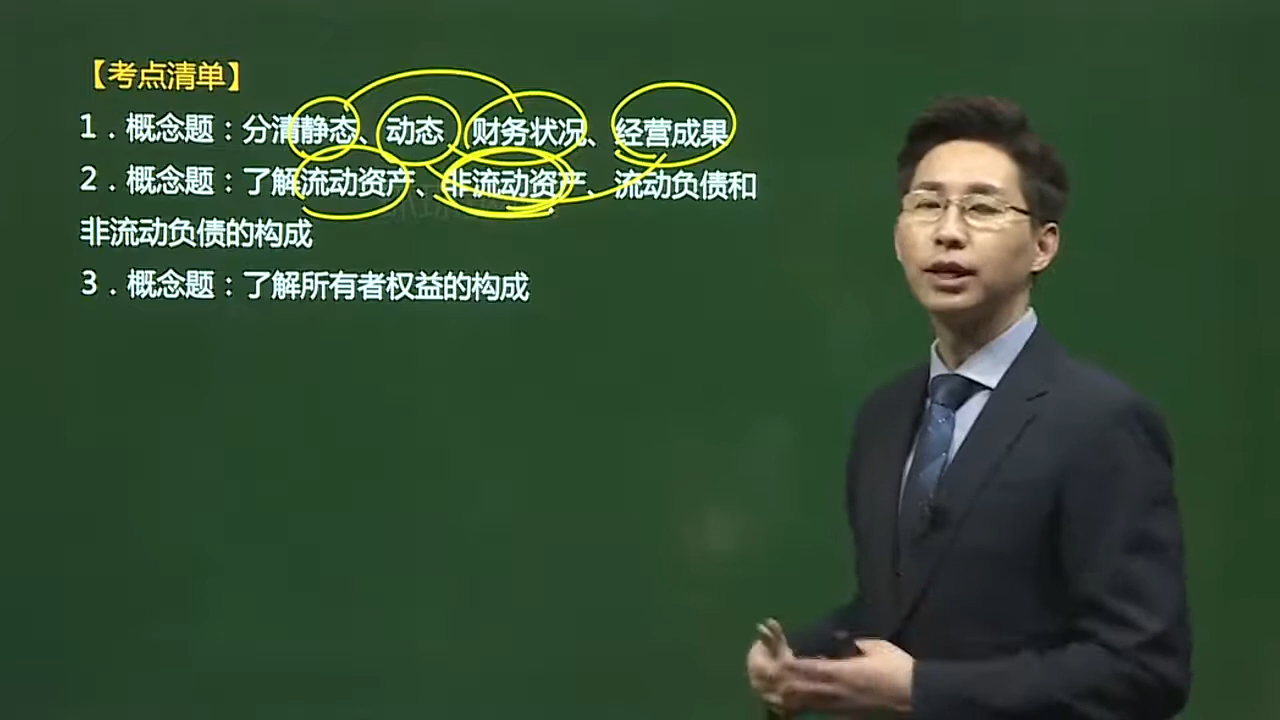 【考点清单】
1．概念题：分清静态、动态、财务状况、经营成果
2．概念题：了解流动资产、非流动资产、流动负债和
非流动负债的构成
3．概念题：了解所有者权益的构成